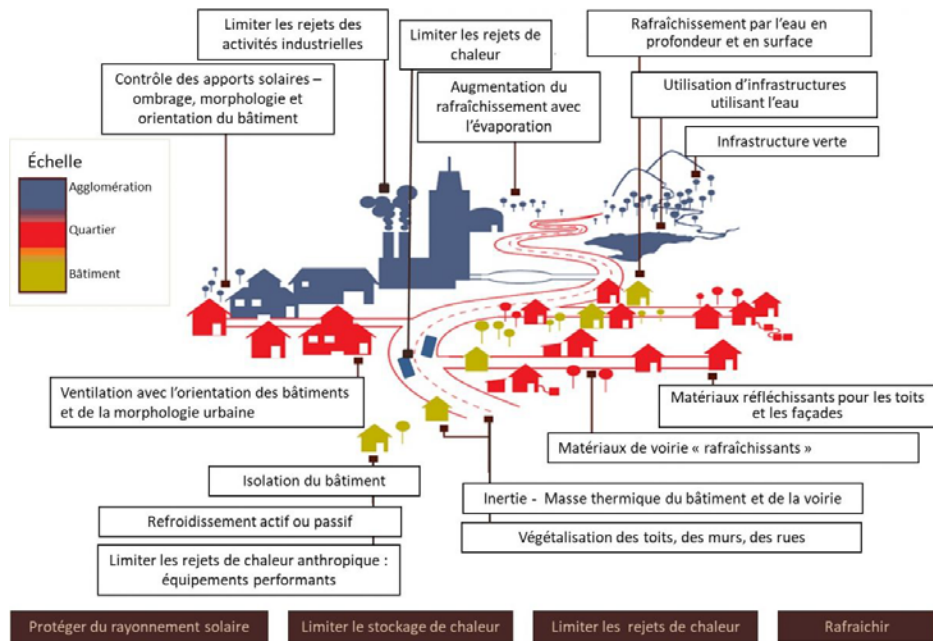 Limiter les rejets des
activités industrielles
Limiter les rejets de
chaleur
Rafraîchissement par l'eau en
profondeur et en surface
Contrôle des apports solaires –
ombrage, morphologie et
orientation du bâtiment
Augmentation du
rafraîchissement avec
l'évaporation
Utilisation d'infrastructures
utilisant l'eau
Infrastructure verte
Échelle
Agglomération
Quartier
Bâtiment
Ventilation avec l'orientation des bâtiments
et de la morphologie urbaine
Matériaux réfléchissants pour les toits
et les façades
Matériaux de voirie « rafraîchissants »
Isolation du bâtiment
Inertie - Masse thermique du bâtiment et de la voirie
Refroidissement actif ou passif
Végétalisation des toits, des murs, des rues
Limiter les rejets de chaleur anthropique :
équipements performants
Protéger du rayonnement solaire
Limiter le stockage de chaleur
Limiter les rejets de chaleur
Rafraichir